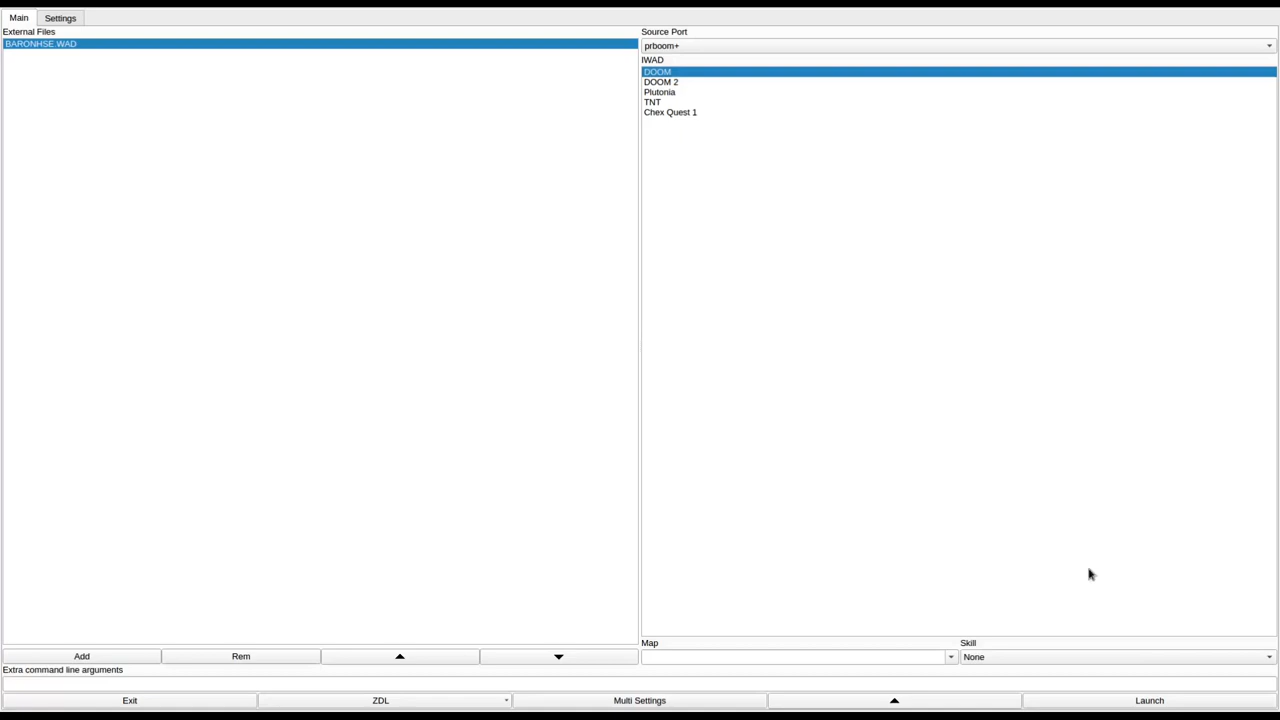 Main Settings
External Files
BARONHSE.WAD
Source Port
prboom+
IWAD
DOOM
DOOM 2
Plutonia
TNT
Chex Quest 1
Map Skill
None
Add Rem
Extra command line arguments
Exit ZDL Multi Settings Launch